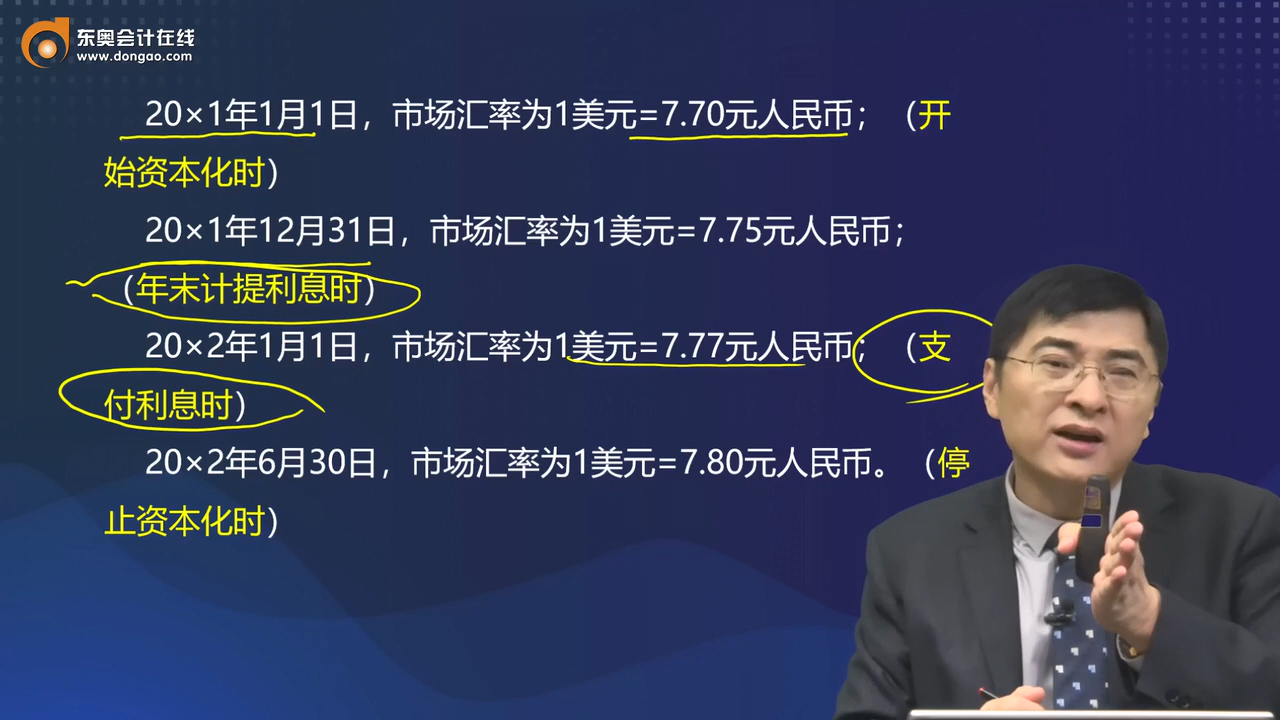 东奥会计在线
www.dongao.com
20×1年1月1日，市场汇率为1美元=7.70元人民币；（开
始资本化时）
20×1年12月31日，市场汇率为1美元=7.75元人民币；
（年末计提利息时）
20×2年1月1日，市场汇率为1美元=7.77元人民币；（支
付利息时）
20×2年6月30日，市场汇率为1美元=7.80元人民币。（停
止资本化时）